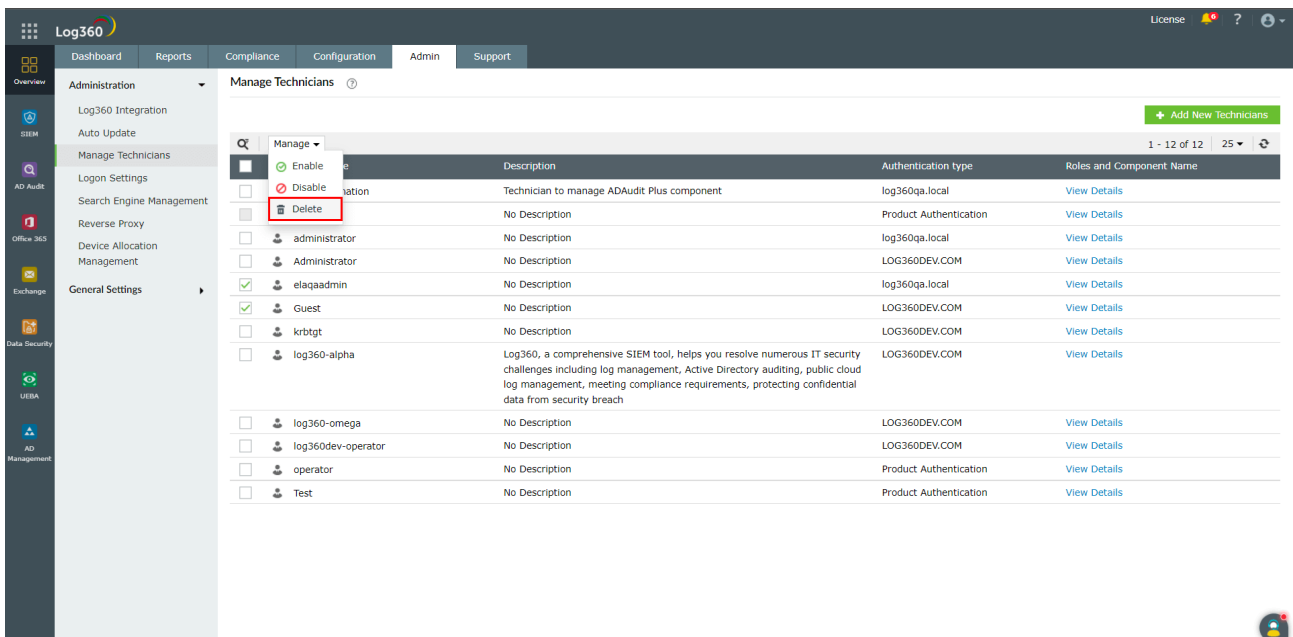 License
6
?
Log360
Dashboard Reports Compliance Configuration Admin Support
Overview
SIEM
AD Audit
Office 365
Exchange
Data Security
UEBA
AD
Management
Administration
Log360 Integration
Auto Update
Manage Technicians
Logon Settings
Search Engine Management
Reverse Proxy
Device Allocation
Management
General Settings
Manage Technicians ?
+ Add New Technicians
Manage 1 - 12 of 12 25
Enable
Disable
Delete
Description Authentication type Roles and Component Name
Technician to manage ADAudit Plus component log360qa.local View Details
No Description Product Authentication View Details
administrator No Description log360qa.local View Details
Administrator No Description LOG360DEV.COM View Details
elaqaadmin No Description log360qa.local View Details
Guest No Description LOG360DEV.COM View Details
krbtgt No Description LOG360DEV.COM View Details
log360-alpha Log360, a comprehensive SIEM tool, helps you resolve numerous IT security LOG360DEV.COM View Details
challenges including log management, Active Directory auditing, public cloud
log management, meeting compliance requirements, protecting confidential
data from security breach
log360-omega No Description LOG360DEV.COM View Details
log360dev-operator No Description LOG360DEV.COM View Details
operator No Description Product Authentication View Details
Test No Description Product Authentication View Details